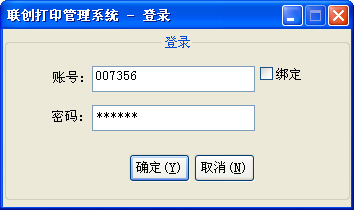 联创打印管理系统 - 登录
登录
账号： 007356 绑定
密码： ******
确定(Y) 取消(N)